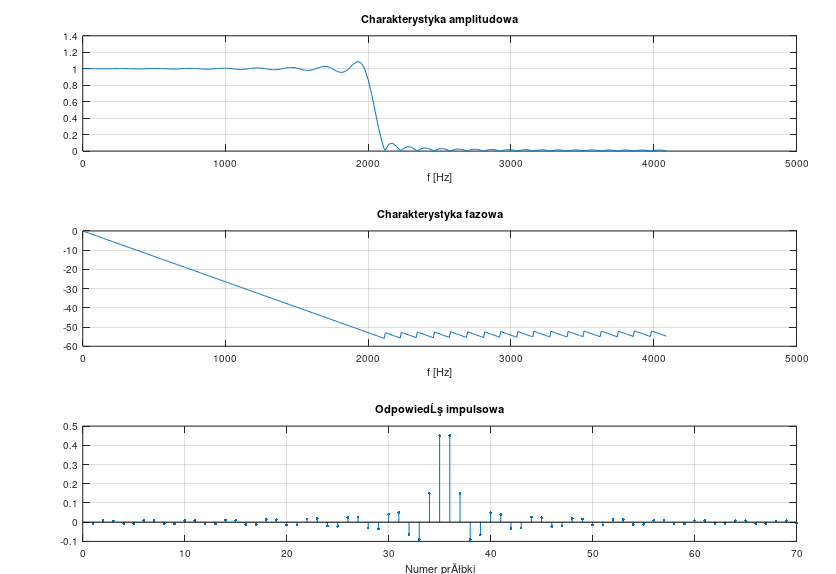 Charakterystyka amplitudowa
1.4
1.2
1
0.8
0.6
0.4
0.2
0
0 1000 2000 3000 4000 5000
f [Hz]
Charakterystyka fazowa
0
-10
-20
-30
-40
-50
-60
0 1000 2000 3000 4000 5000
f [Hz]
OdpowiedĹş impulsowa
0.5
0.4
0.3
0.2
0.1
0
-0.1
0 10 20 30 40 50 60 70
Numer prĂłbki